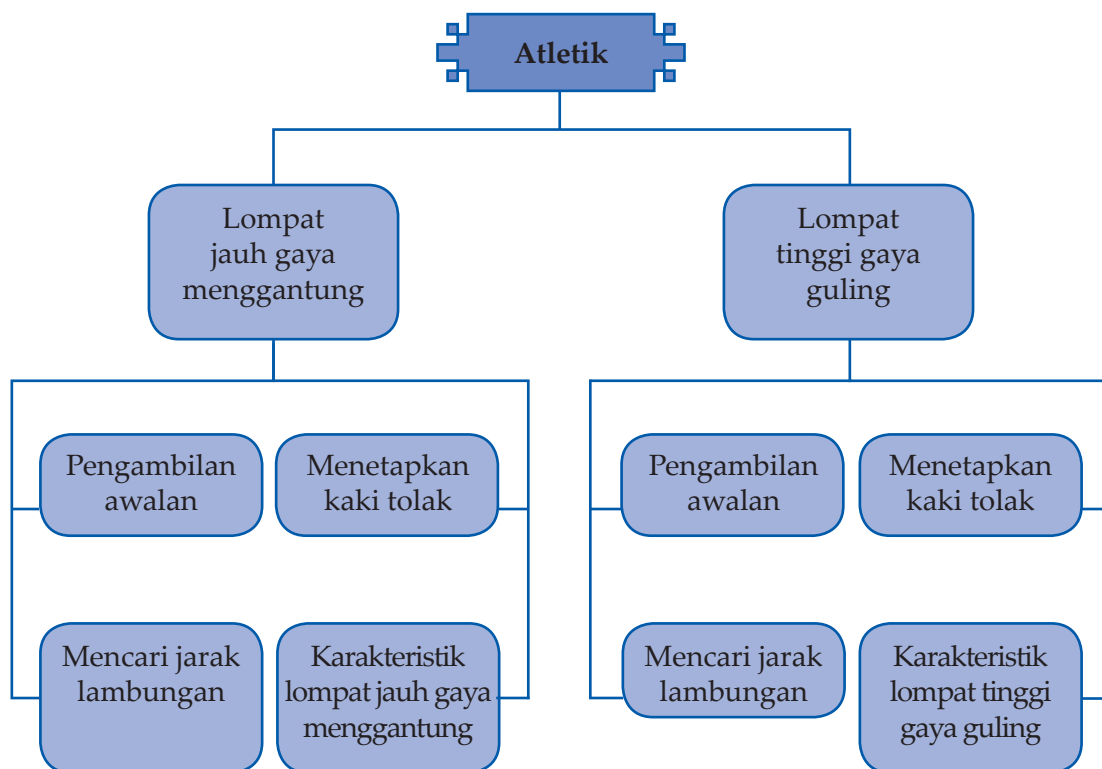 Atletik
Lompat
jauh gaya
menggantung
Lompat
tinggi gaya
guling
Pengambilan
awalan
Menetapkan
kaki tolak
Mencari jarak
lambungan
Karakteristik
lompat jauh gaya
menggantung
Pengambilan
awalan
Menetapkan
kaki tolak
Mencari jarak
lambungan
Karakteristik
lompat tinggi
gaya guling